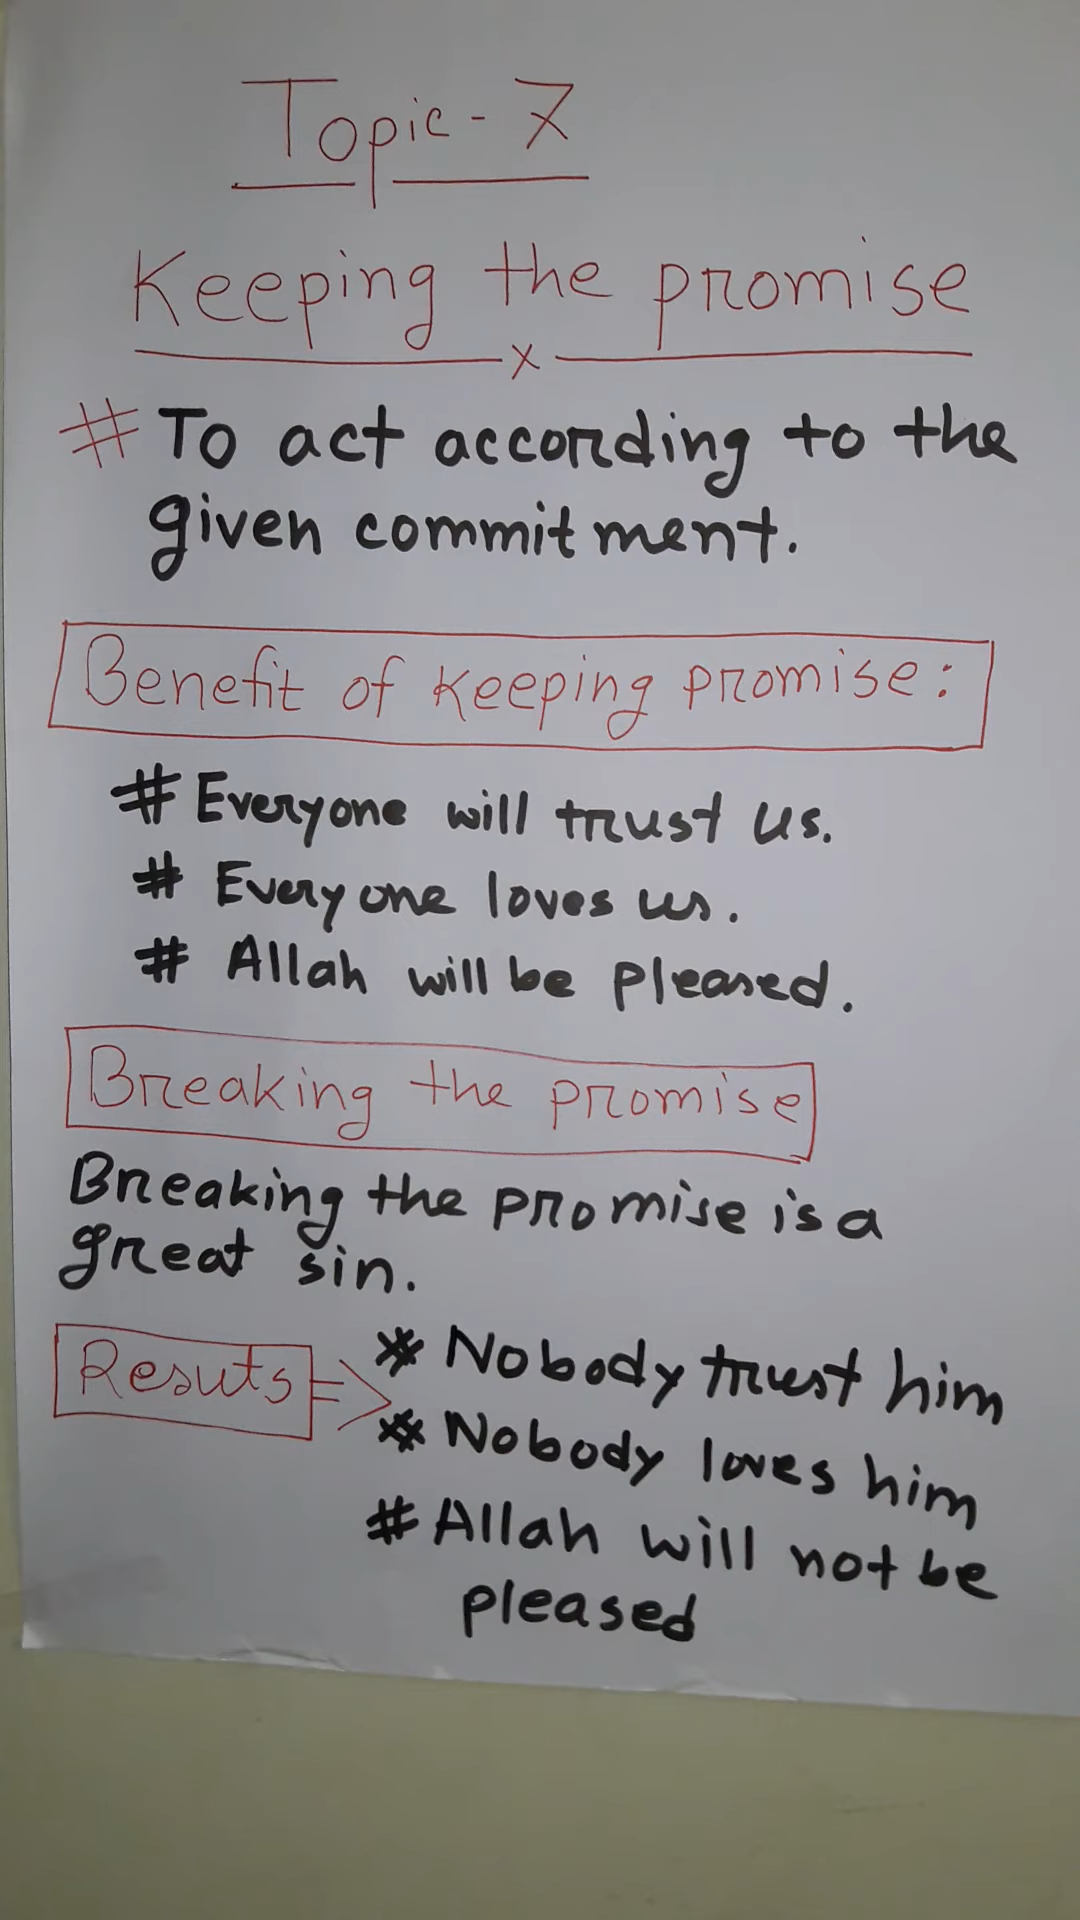 Topic - 7
Keeping the promise
x
# To act according to the
given commitment.
Benefit of keeping promise:
# Everyone will trust us.
# Everyone loves us.
# Allah will be pleased.
Breaking the promise
Breaking the promise is a
great sin.
Resuts => * Nobody trust him
* Nobody loves him
# Allah will not be
pleased